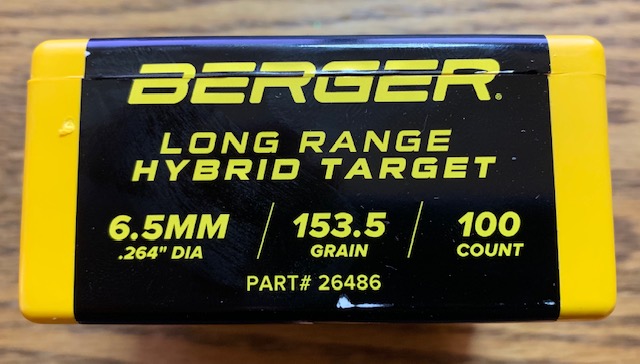 BERGER.
LONG RANGE
HYBRID TARGET
6.5MM / 153.5 / 100
.264" DIA GRAIN COUNT
PART# 26486